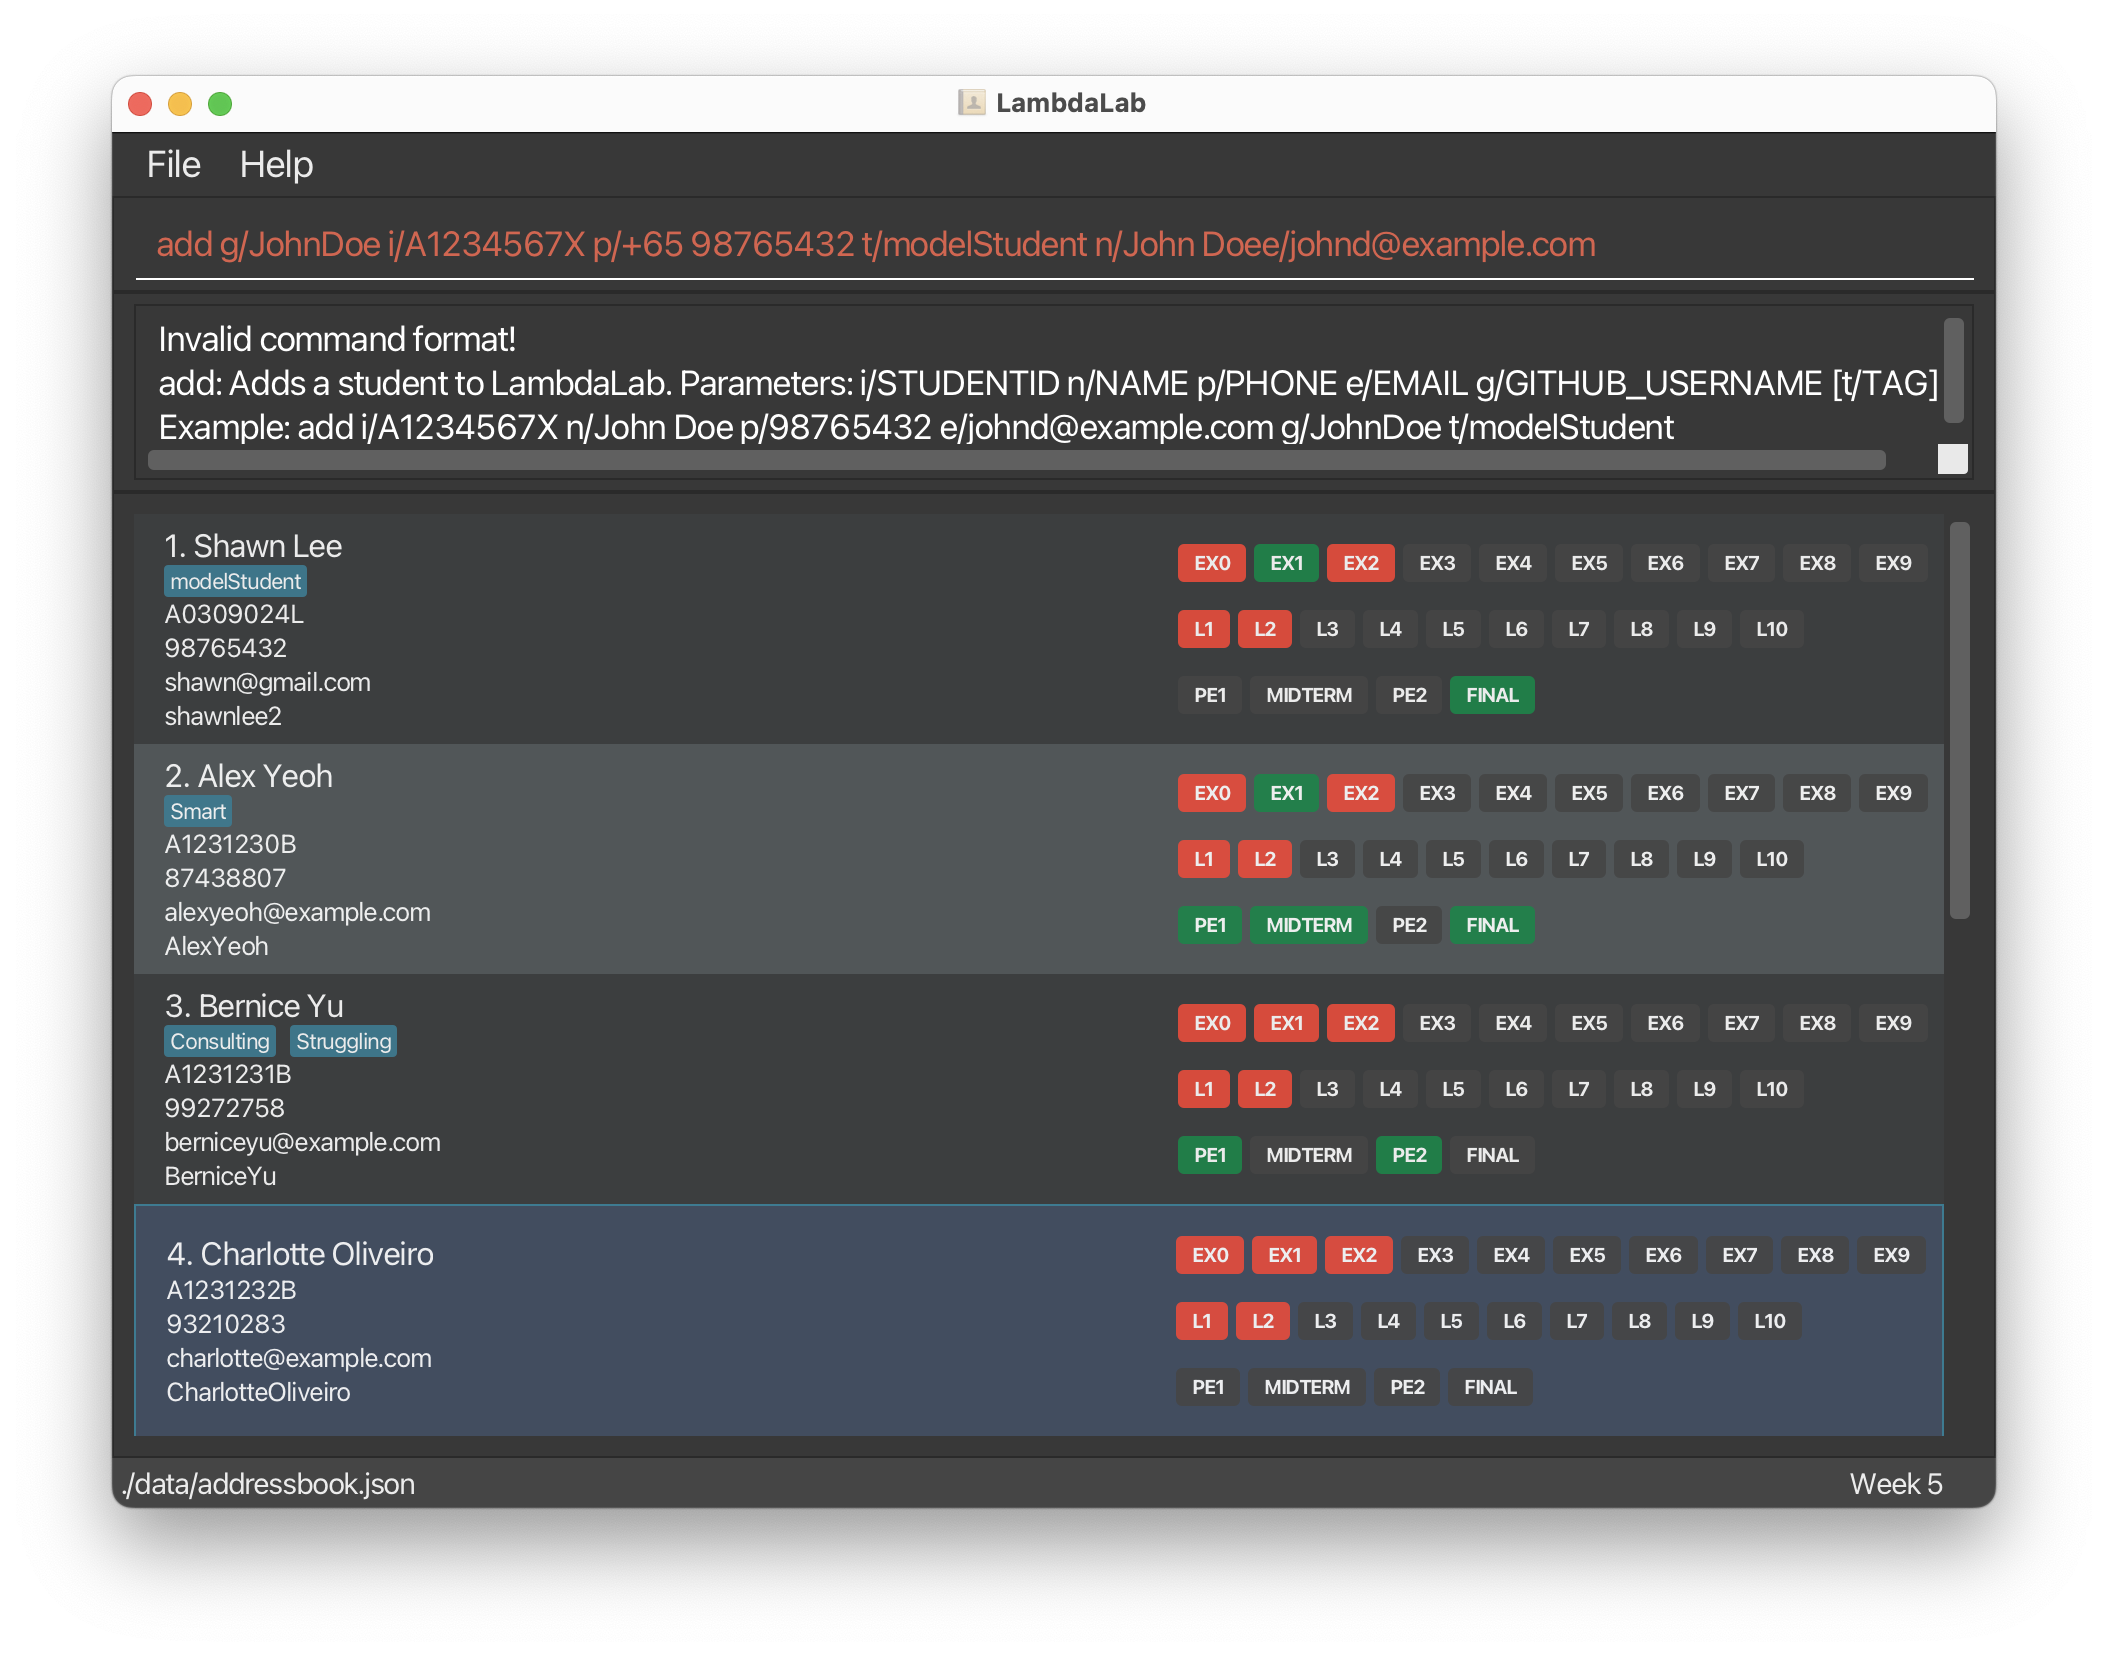 LambdaLab
File Help
add g/JohnDoe i/A1234567X p/+65 98765432 t/modelStudent n/John Doee/johnd@example.com
Invalid command format!
add: Adds a student to LambdaLab. Parameters: i/STUDENTID n/NAME p/PHONE e/EMAIL g/GITHUB_USERNAME [t/TAG]
Example: add i/A1234567X n/John Doe p/98765432 e/johnd@example.com g/JohnDoe t/modelStudent
1. Shawn Lee
modelStudent
A0309024L
98765432
shawn@gmail.com
shawnlee2
EX0 EX1 EX2 EX3 EX4 EX5 EX6 EX7 EX8 EX9
L1 L2 L3 L4 L5 L6 L7 L8 L9 L10
PE1 MIDTERM PE2 FINAL
2. Alex Yeoh
Smart
A1231230B
87438807
alexyeoh@example.com
AlexYeoh
EX0 EX1 EX2 EX3 EX4 EX5 EX6 EX7 EX8 EX9
L1 L2 L3 L4 L5 L6 L7 L8 L9 L10
PE1 MIDTERM PE2 FINAL
3. Bernice Yu
Consulting Struggling
A1231231B
99272758
berniceyu@example.com
BerniceYu
EX0 EX1 EX2 EX3 EX4 EX5 EX6 EX7 EX8 EX9
L1 L2 L3 L4 L5 L6 L7 L8 L9 L10
PE1 MIDTERM PE2 FINAL
4. Charlotte Oliveiro
A1231232B
93210283
charlotte@example.com
CharlotteOliveiro
EX0 EX1 EX2 EX3 EX4 EX5 EX6 EX7 EX8 EX9
L1 L2 L3 L4 L5 L6 L7 L8 L9 L10
PE1 MIDTERM PE2 FINAL
./data/addressbook.json
Week 5